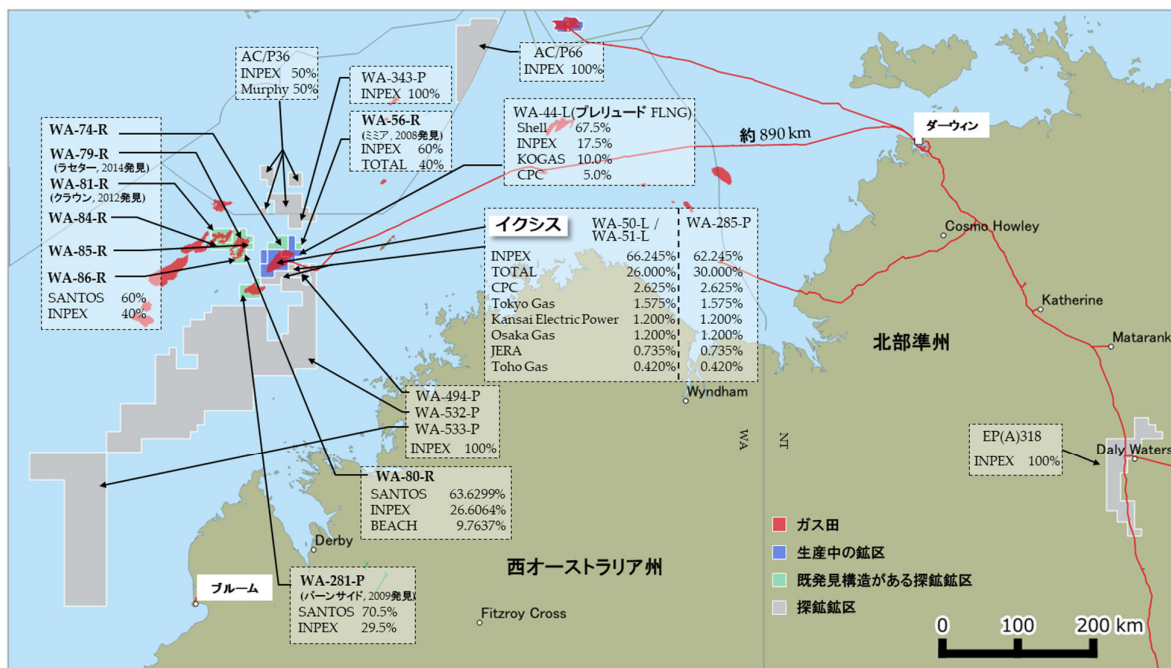 AC/P36
INPEX 50%
Murphy 50%
WA-343-P
INPEX 100%
WA-56-R
(ミミア, 2008発見)
INPEX 60%
TOTAL 40%
AC/P66
INPEX 100%
WA-44-L(プレリュード FLNG)
Shell 67.5%
INPEX 17.5%
KOGAS 10.0%
CPC 5.0%
約 890 km
ダーウィン
WA-74-R
WA-79-R
(ラセター, 2014発見)
WA-81-R
(クラウン, 2012発見)
WA-84-R
WA-85-R
WA-86-R
SANTOS 60%
INPEX 40%
イクシス WA-50-L / WA-285-P
WA-51-L
INPEX 66.245% 62.245%
TOTAL 26.000% 30.000%
CPC 2.625% 2.625%
Tokyo Gas 1.575% 1.575%
Kansai Electric Power 1.200% 1.200%
Osaka Gas 1.200% 1.200%
JERA 0.735% 0.735%
Toho Gas 0.420% 0.420%
Cosmo Howley
Katherine
Matarank
北部準州
Wyndham
WA
NT
WA-494-P
WA-532-P
WA-533-P
INPEX 100%
EP(A)318
INPEX 100%
Daly Waters
WA-80-R
SANTOS 63.6299%
INPEX 26.6064%
BEACH 9.7637%
Derby
西オーストラリア州
ブルーム
WA-281-P
(バーンサイド, 2009発見)
SANTOS 70.5%
INPEX 29.5%
Fitzroy Cross
ガス田
生産中の鉱区
既発見構造がある探鉱鉱区
探鉱鉱区
0 100 200 km